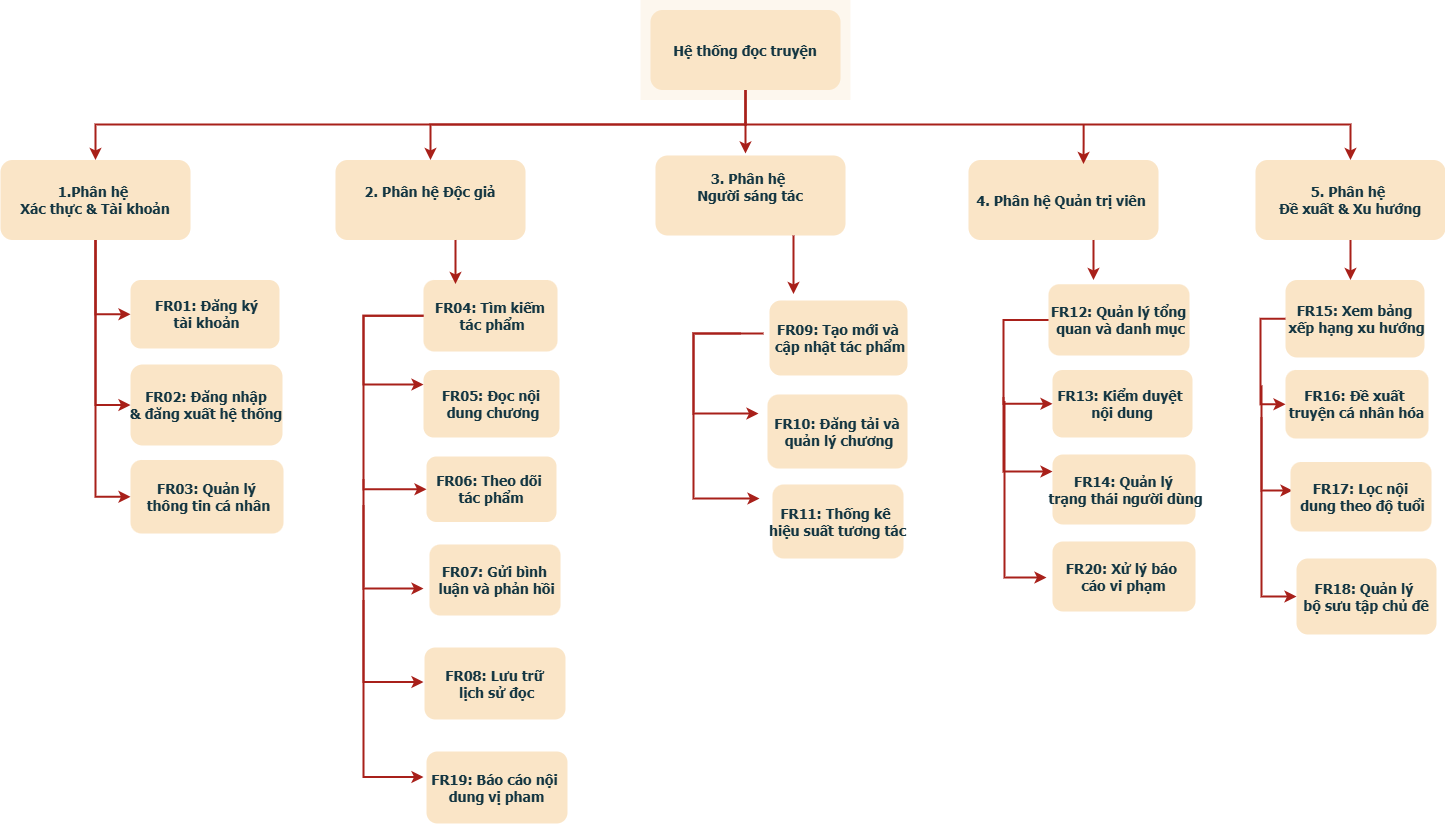 Hệ thống đọc truyện
1.Phân hệ
Xác thực & Tài khoản
2. Phân hệ Độc giả
3. Phân hệ
Người sáng tác
4. Phân hệ Quản trị viên
5. Phân hệ
Đề xuất & Xu hướng
FR01: Đăng ký
tài khoản
FR02: Đăng nhập
& đăng xuất hệ thống
FR03: Quản lý
thông tin cá nhân
FR04: Tìm kiếm
tác phẩm
FR05: Đọc nội
dung chương
FR06: Theo dõi
tác phẩm
FR07: Gửi bình
luận và phản hồi
FR08: Lưu trữ
lịch sử đọc
FR19: Báo cáo nội
dung vị pham
FR09: Tạo mới và
cập nhật tác phẩm
FR10: Đăng tải và
quản lý chương
FR11: Thống kê
hiệu suất tương tác
FR12: Quản lý tổng
quan và danh mục
FR13: Kiểm duyệt
nội dung
FR14: Quản lý
trạng thái người dùng
FR20: Xử lý báo
cáo vi phạm
FR15: Xem bảng
xếp hạng xu hướng
FR16: Đề xuất
truyện cá nhân hóa
FR17: Lọc nội
dung theo độ tuổi
FR18: Quản lý
bộ sưu tập chủ đề